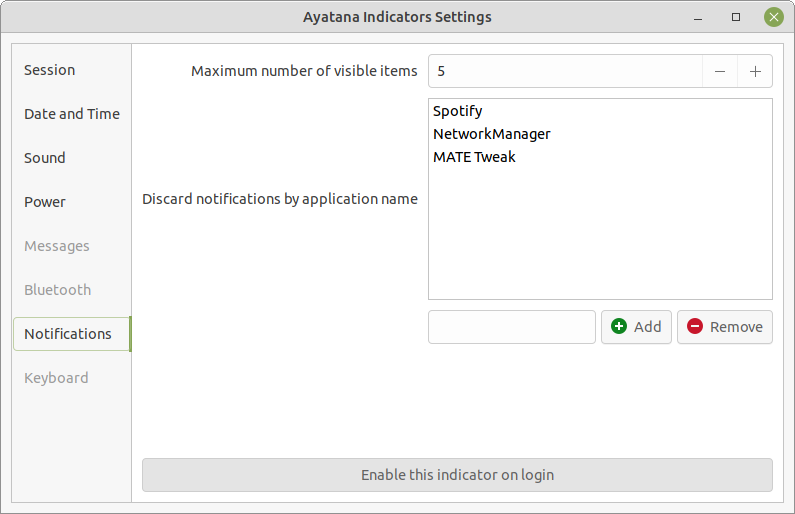 Ayatana Indicators Settings
Session
Date and Time
Sound
Power
Messages
Bluetooth
Notifications
Keyboard
Maximum number of visible items
5
Discard notifications by application name
Spotify
NetworkManager
MATE Tweak
Add
Remove
Enable this indicator on login